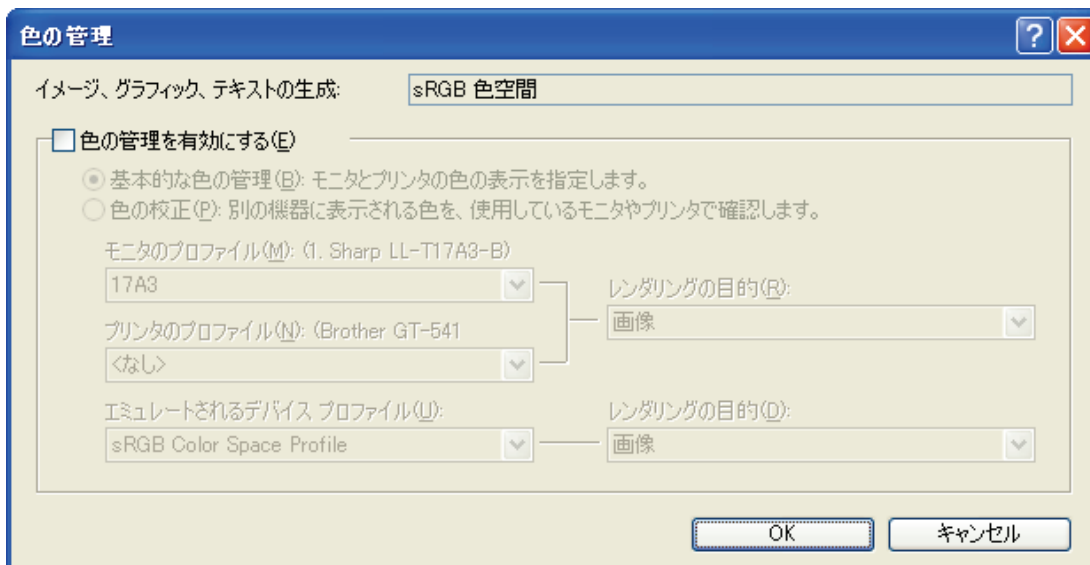 色の管理
イメージ、グラフィック、テキストの生成: sRGB 色空間
色の管理を有効にする(E)
基本的な色の管理(B): モニタとプリンタの色の表示を指定します。
色の校正(P): 別の機器に表示される色を、使用しているモニタやプリンタで確認します。
モニタのプロファイル(M): (1. Sharp LL-T17A3-B)
17A3
レンダリングの目的(R):
画像
プリンタのプロファイル(N): (Brother GT-541
<なし>
エミュレートされるデバイス プロファイル(U):
sRGB Color Space Profile
レンダリングの目的(D):
画像
OK
キャンセル